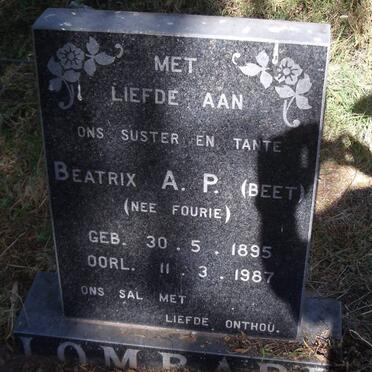 MET
LIEFDE AAN
ONS SUSTER EN TANTE
BEATRIX A. P. (BEET)
(NEE FOURIE)
GEB. 30 . 5 . 1895
OORL. 11 . 3 . 1987
ONS SAL MET
LIEFDE ONTHOU.
LOMBARD